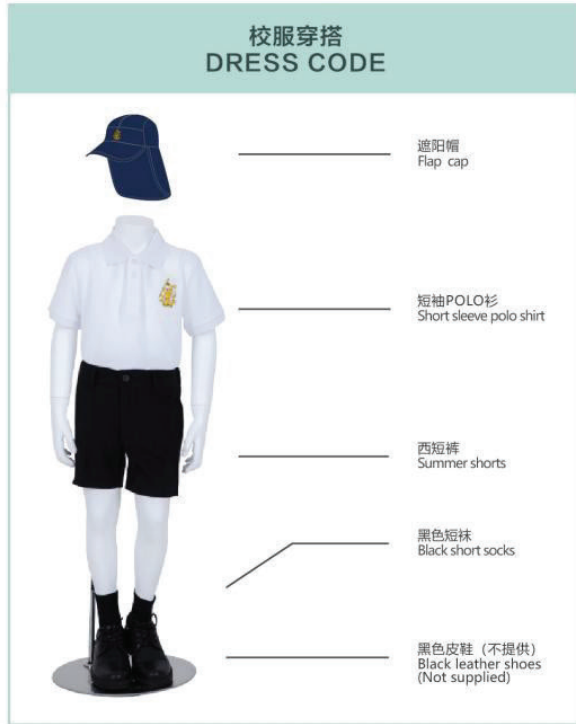 校服穿搭
DRESS CODE
遮阳帽
Flap cap
短袖POLO衫
Short sleeve polo shirt
西短裤
Summer shorts
黑色短袜
Black short socks
黑色皮鞋（不提供）
Black leather shoes
(Not supplied)